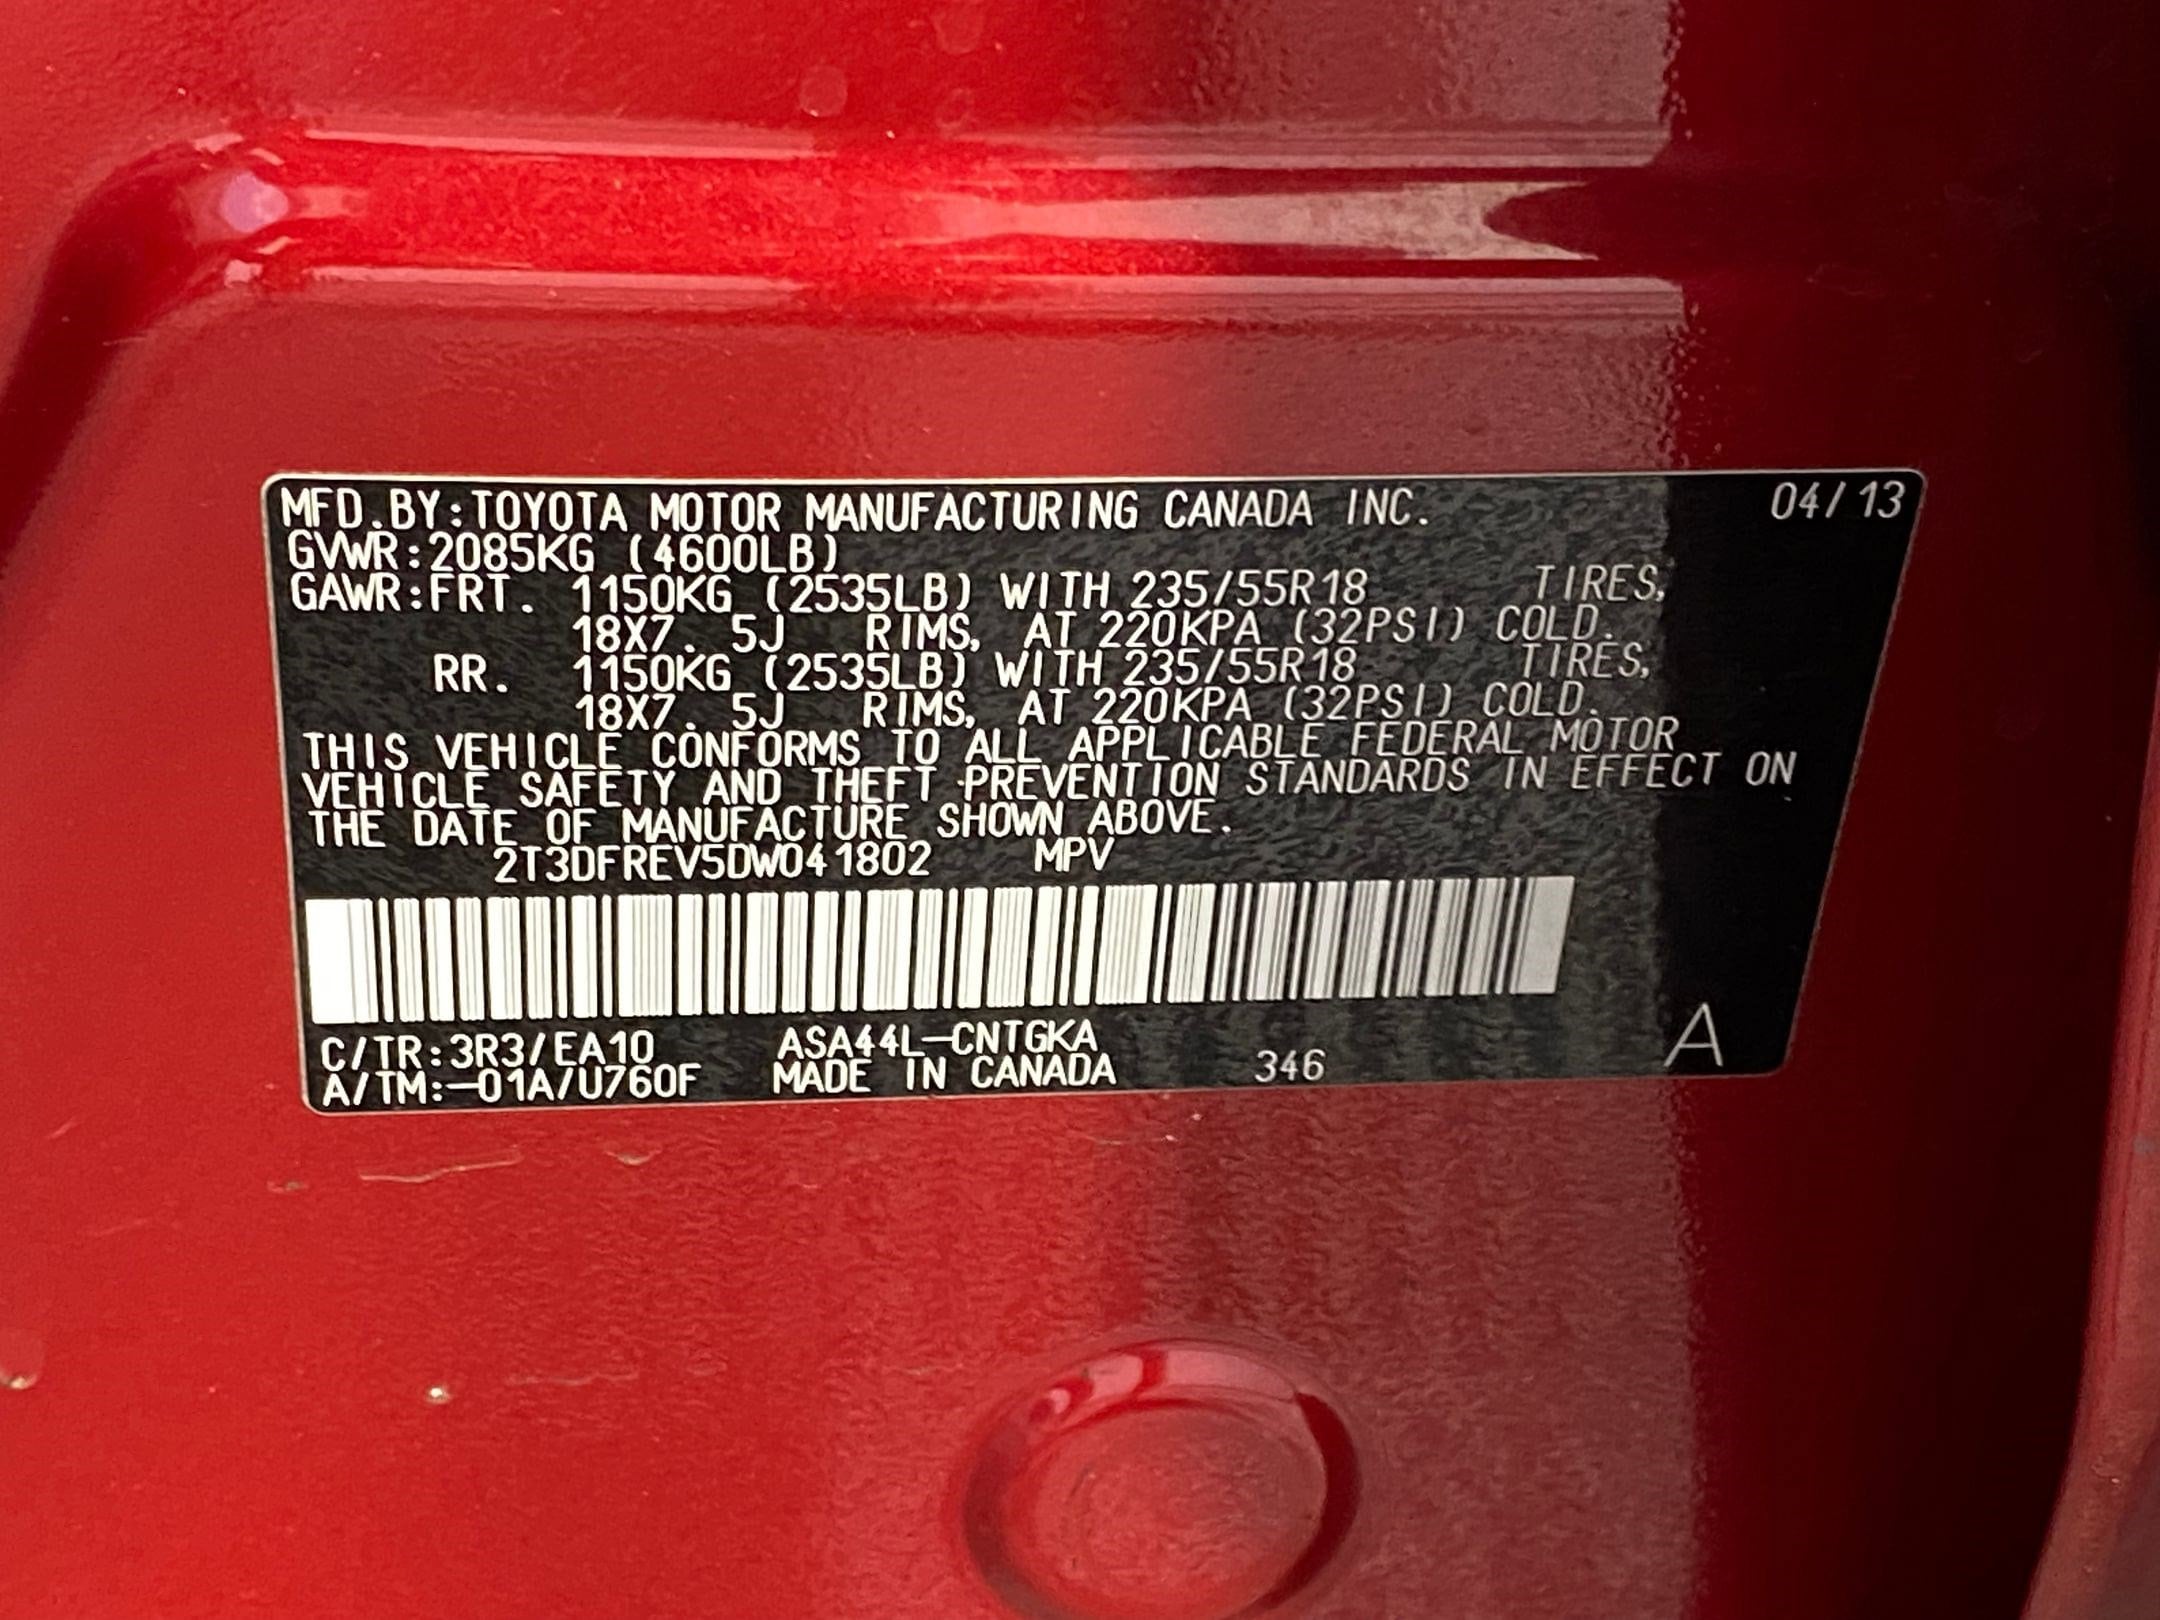 MFD.BY:TOYOTA MOTOR MANUFACTURING CANADA INC. 04/13
GVWR:2085KG (4600LB)
GAWR:FRT. 1150KG (2535LB) WITH 235/55R18 TIRES,
18X7.5J RIMS, AT 220KPA (32PSI) COLD.
RR. 1150KG (2535LB) WITH 235/55R18 TIRES,
18X7.5J RIMS, AT 220KPA (32PSI) COLD.
THIS VEHICLE CONFORMS TO ALL APPLICABLE FEDERAL MOTOR
VEHICLE SAFETY AND THEFT PREVENTION STANDARDS IN EFFECT ON
THE DATE OF MANUFACTURE SHOWN ABOVE.
2T3DFREV5DW041802 MPV
C/TR:3R3/EA10 ASA44L-CNTGKA
A/TM:-01A/U760F MADE IN CANADA 346 A